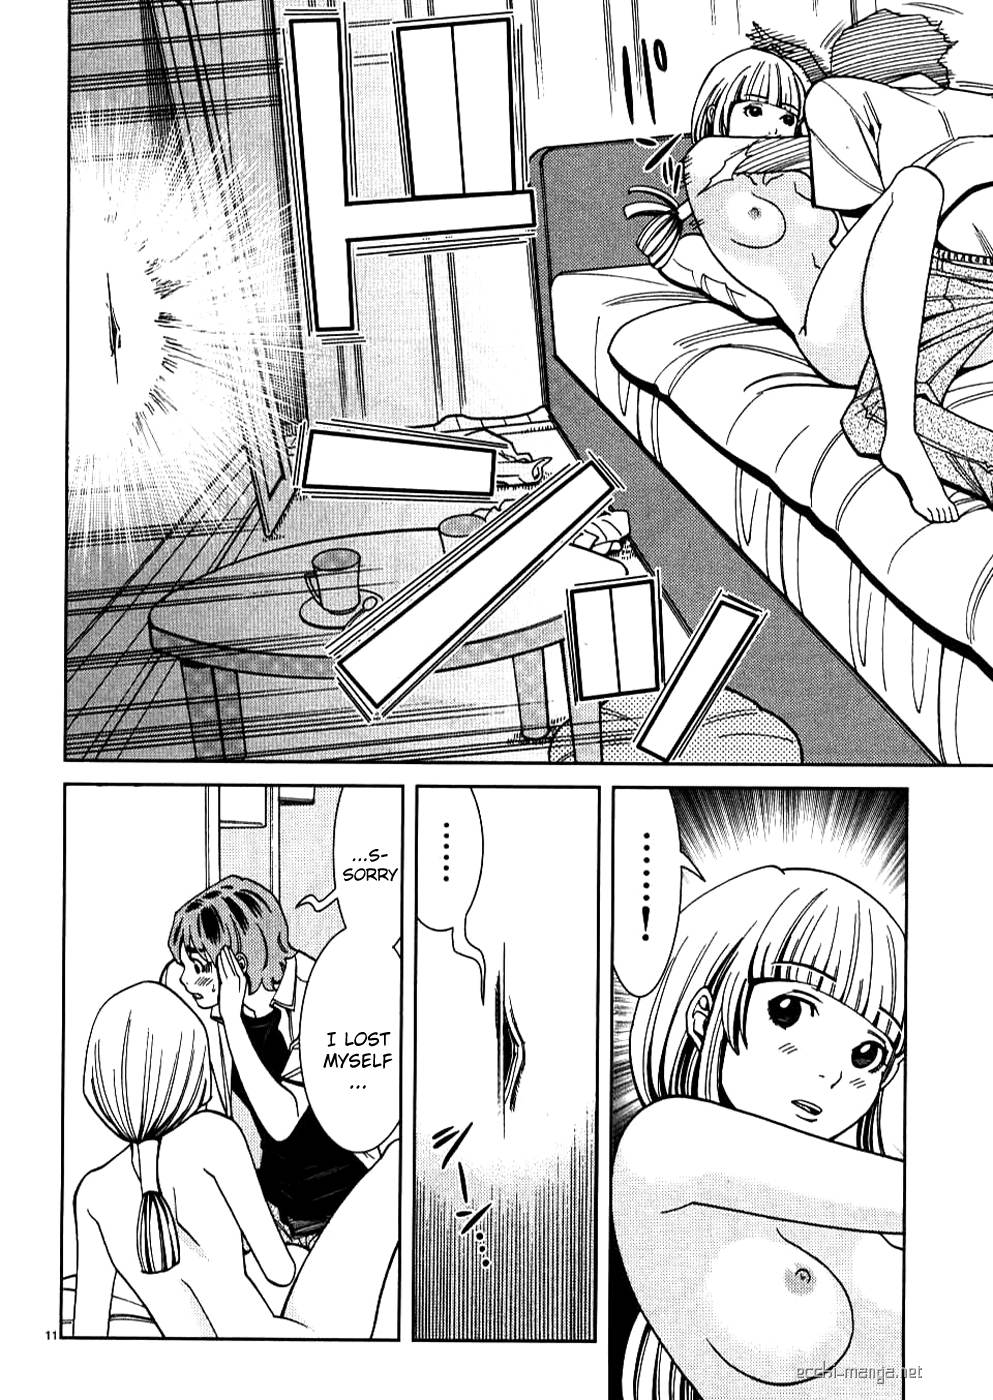 ......!
......
...S-
SORRY
I LOST
MYSELF
...
11
ecchi-manga.net